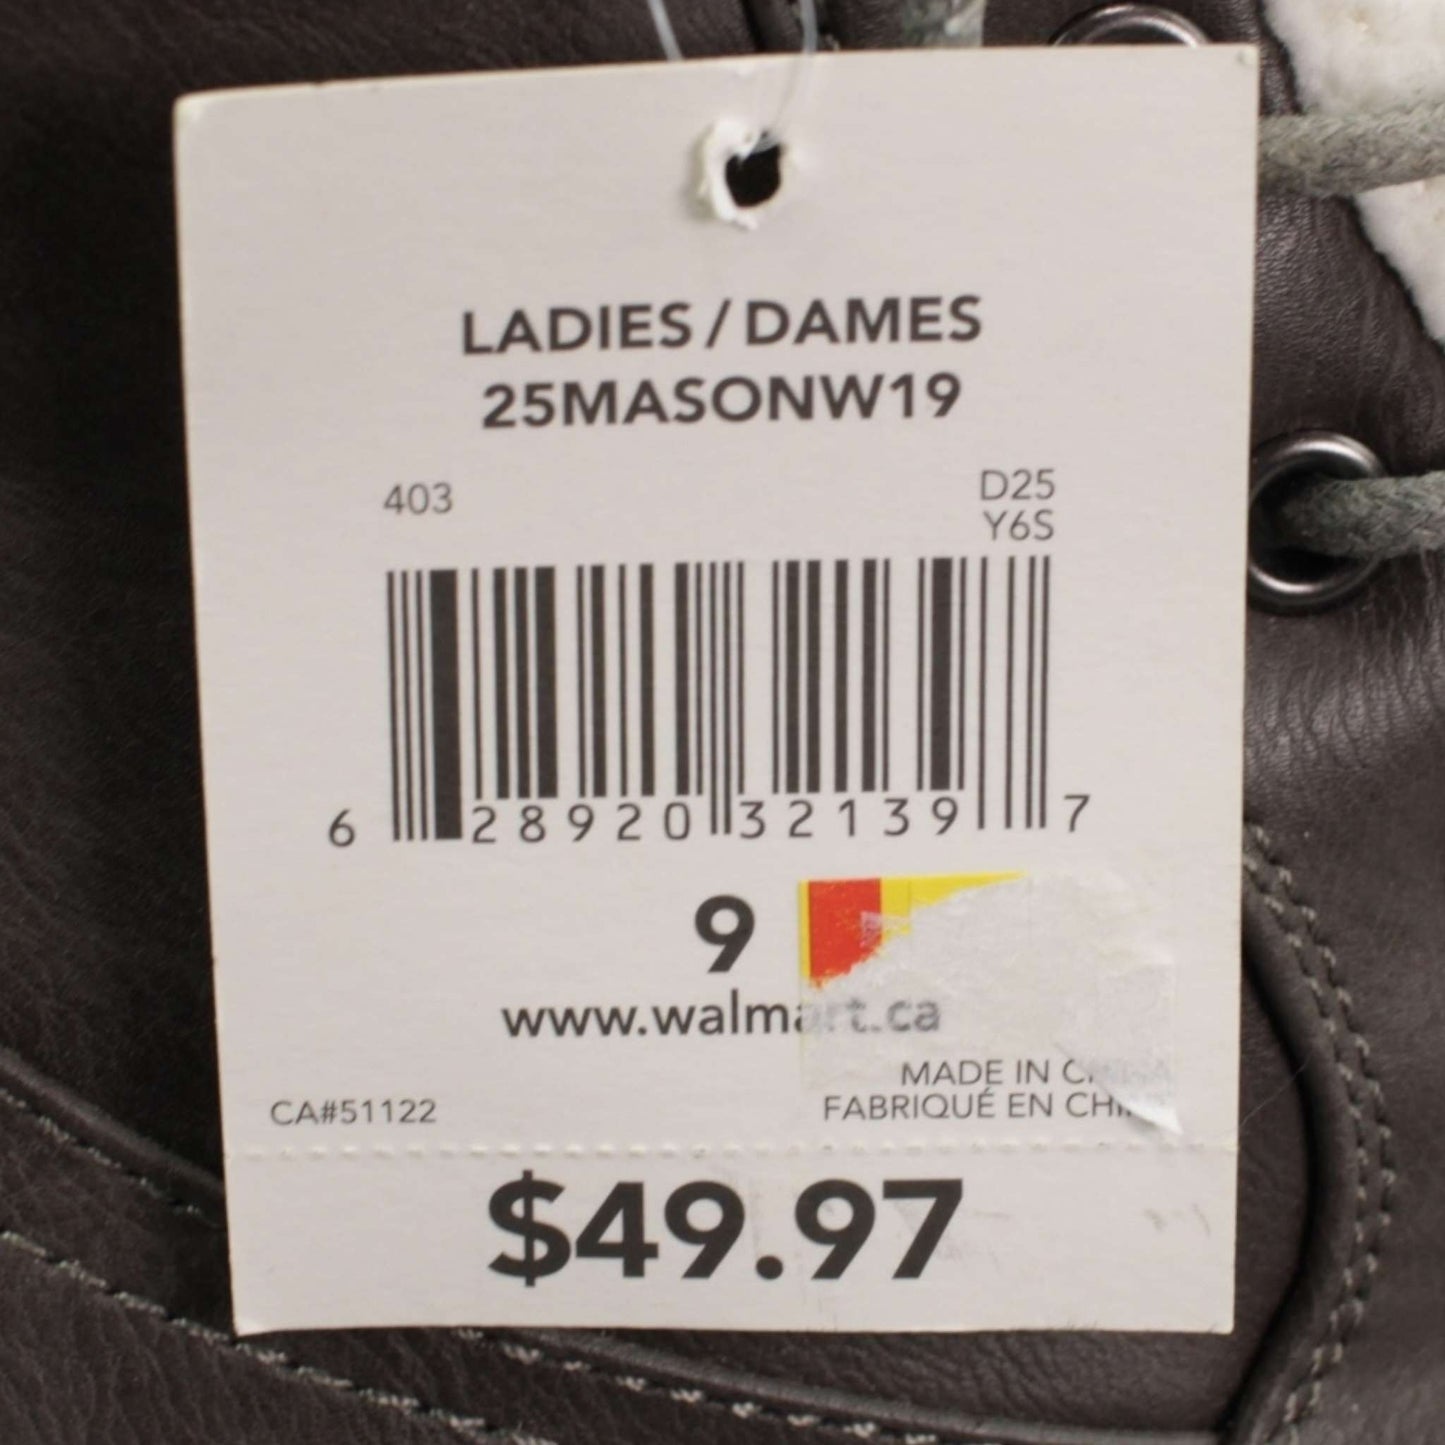 LADIES / DAMES
25MASONW19
403
D25
Y6S
6 28920 32139 7
9
www.walmart.ca
MADE IN
FABRIQUÉ EN
CA#51122
$49.97